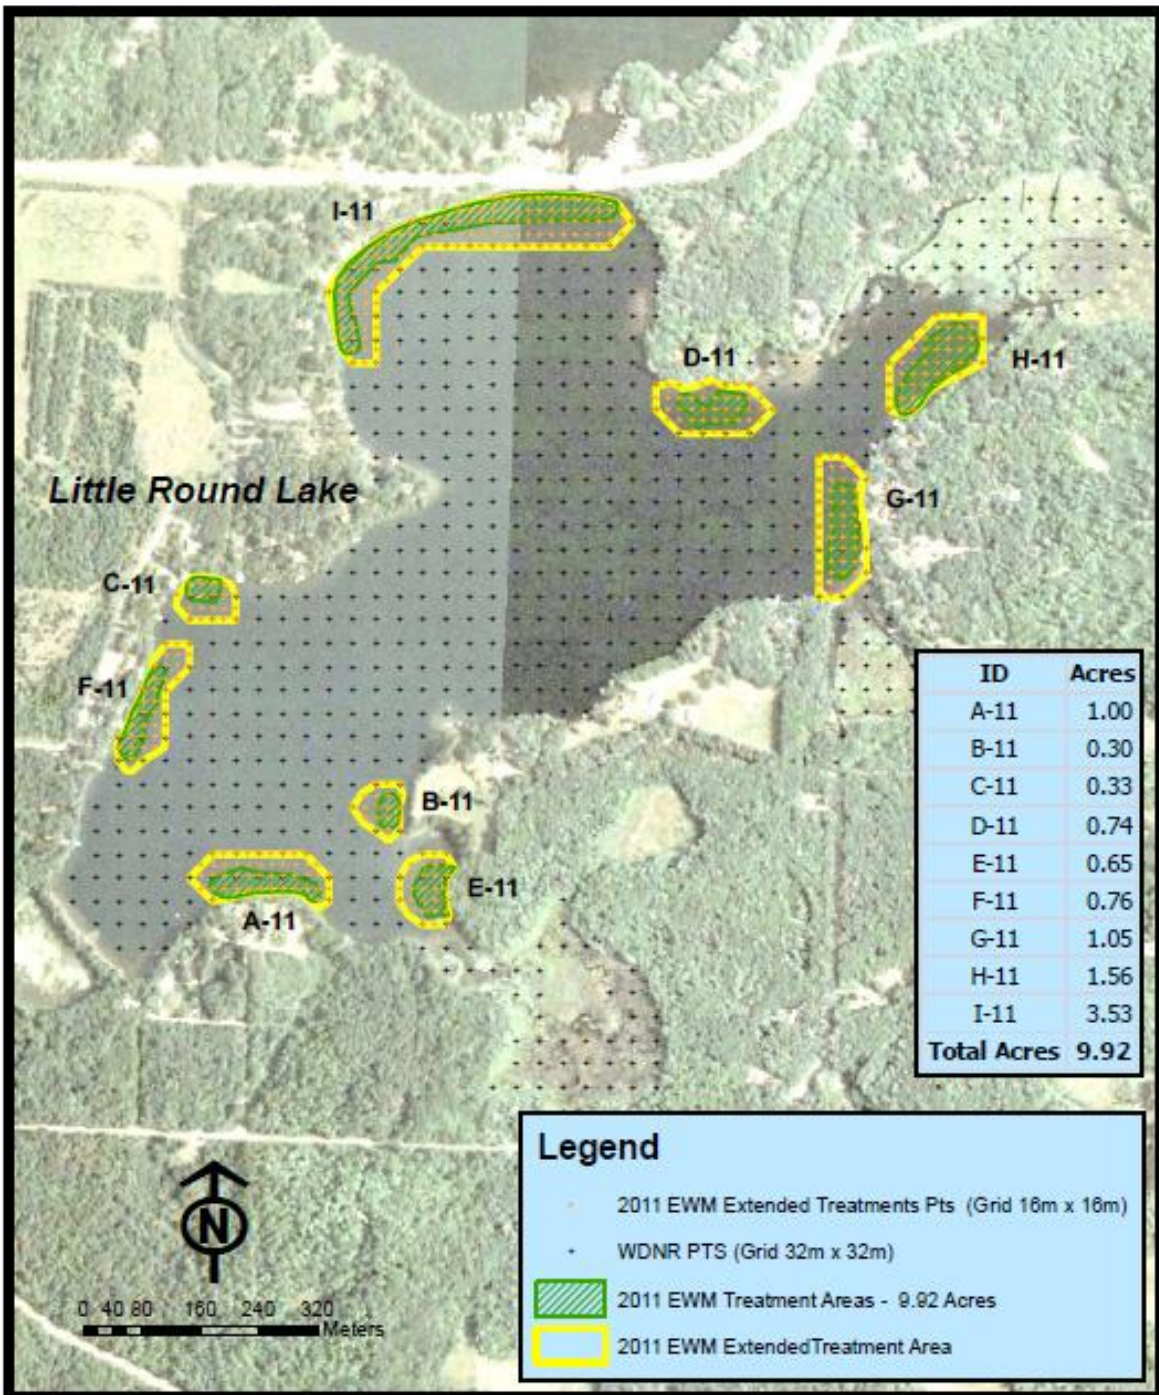 I-11
D-11
H-11
Little Round Lake
G-11
C-11
F-11
B-11
E-11
A-11
ID Acres
A-11 1.00
B-11 0.30
C-11 0.33
D-11 0.74
E-11 0.65
F-11 0.76
G-11 1.05
H-11 1.56
I-11 3.53
Total Acres 9.92
Legend
2011 EWM Extended Treatments Pts (Grid 16m x 16m)
WDNR PTS (Grid 32m x 32m)
2011 EWM Treatment Areas - 9.92 Acres
2011 EWM ExtendedTreatment Area
N
0 40 80 160 240 320
Meters